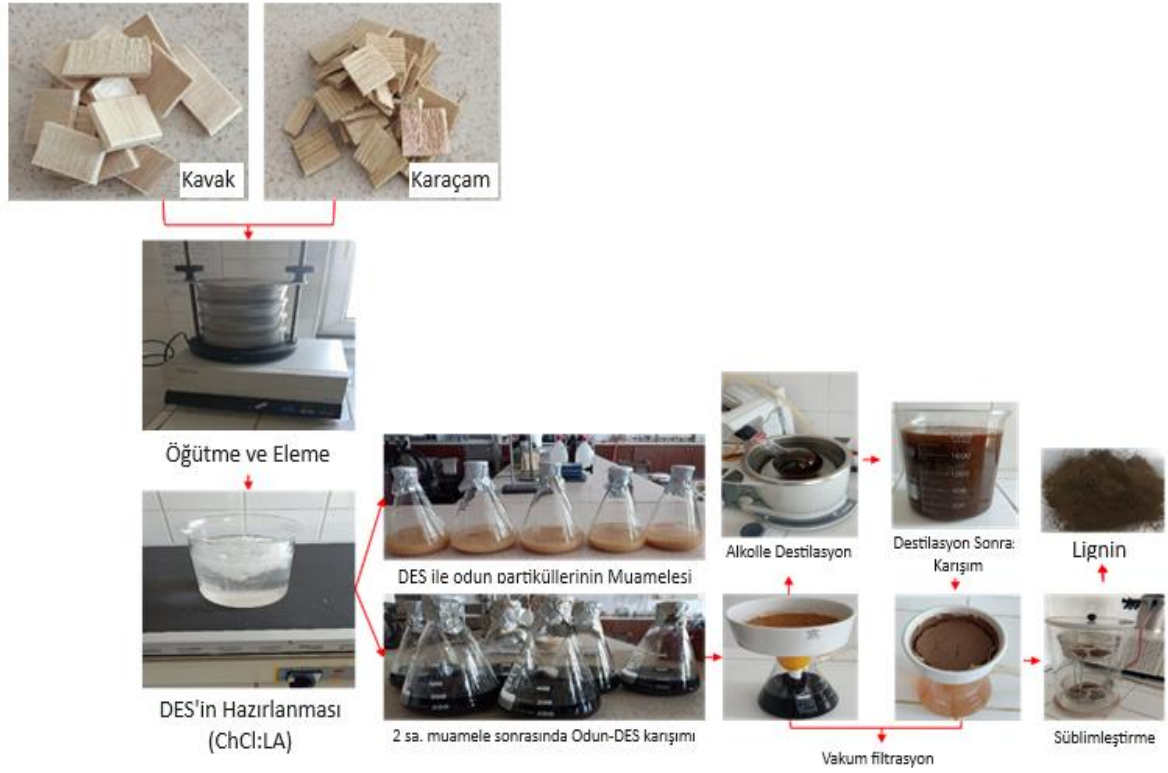 Kavak
Karaçam
Öğütme ve Eleme
DES'in Hazırlanması
(ChCl:LA)
DES ile odun partiküllerinin Muamelesi
2 sa. muamele sonrasında Odun-DES karışımı
Alkolle Destilasyon
Destilasyon Sonra
Karışım
Lignin
Vakum filtrasyon
Süblimleştirme